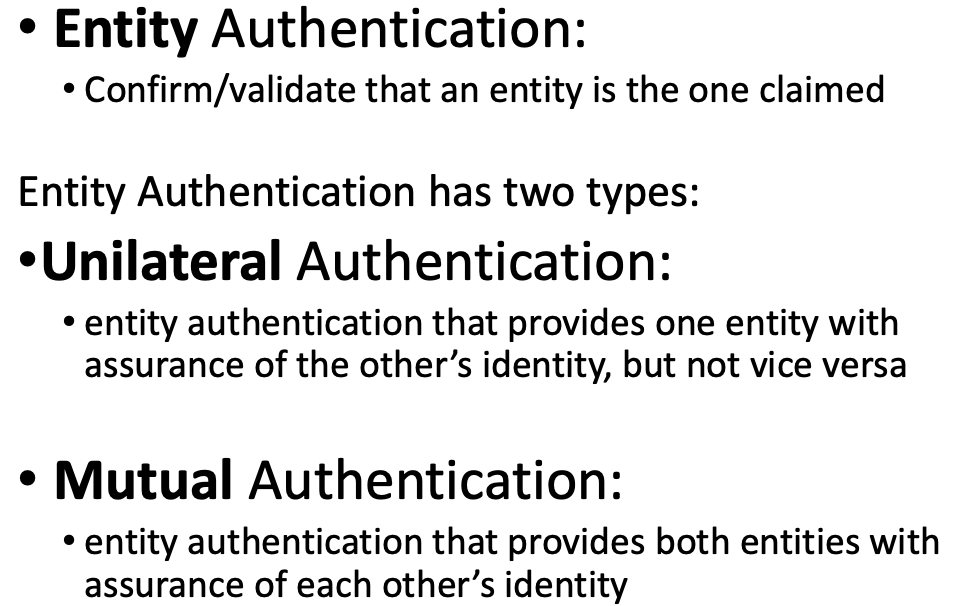 • Entity Authentication:
• Confirm/validate that an entity is the one claimed
Entity Authentication has two types:
•Unilateral Authentication:
• entity authentication that provides one entity with
assurance of the other’s identity, but not vice versa
• Mutual Authentication:
• entity authentication that provides both entities with
assurance of each other’s identity